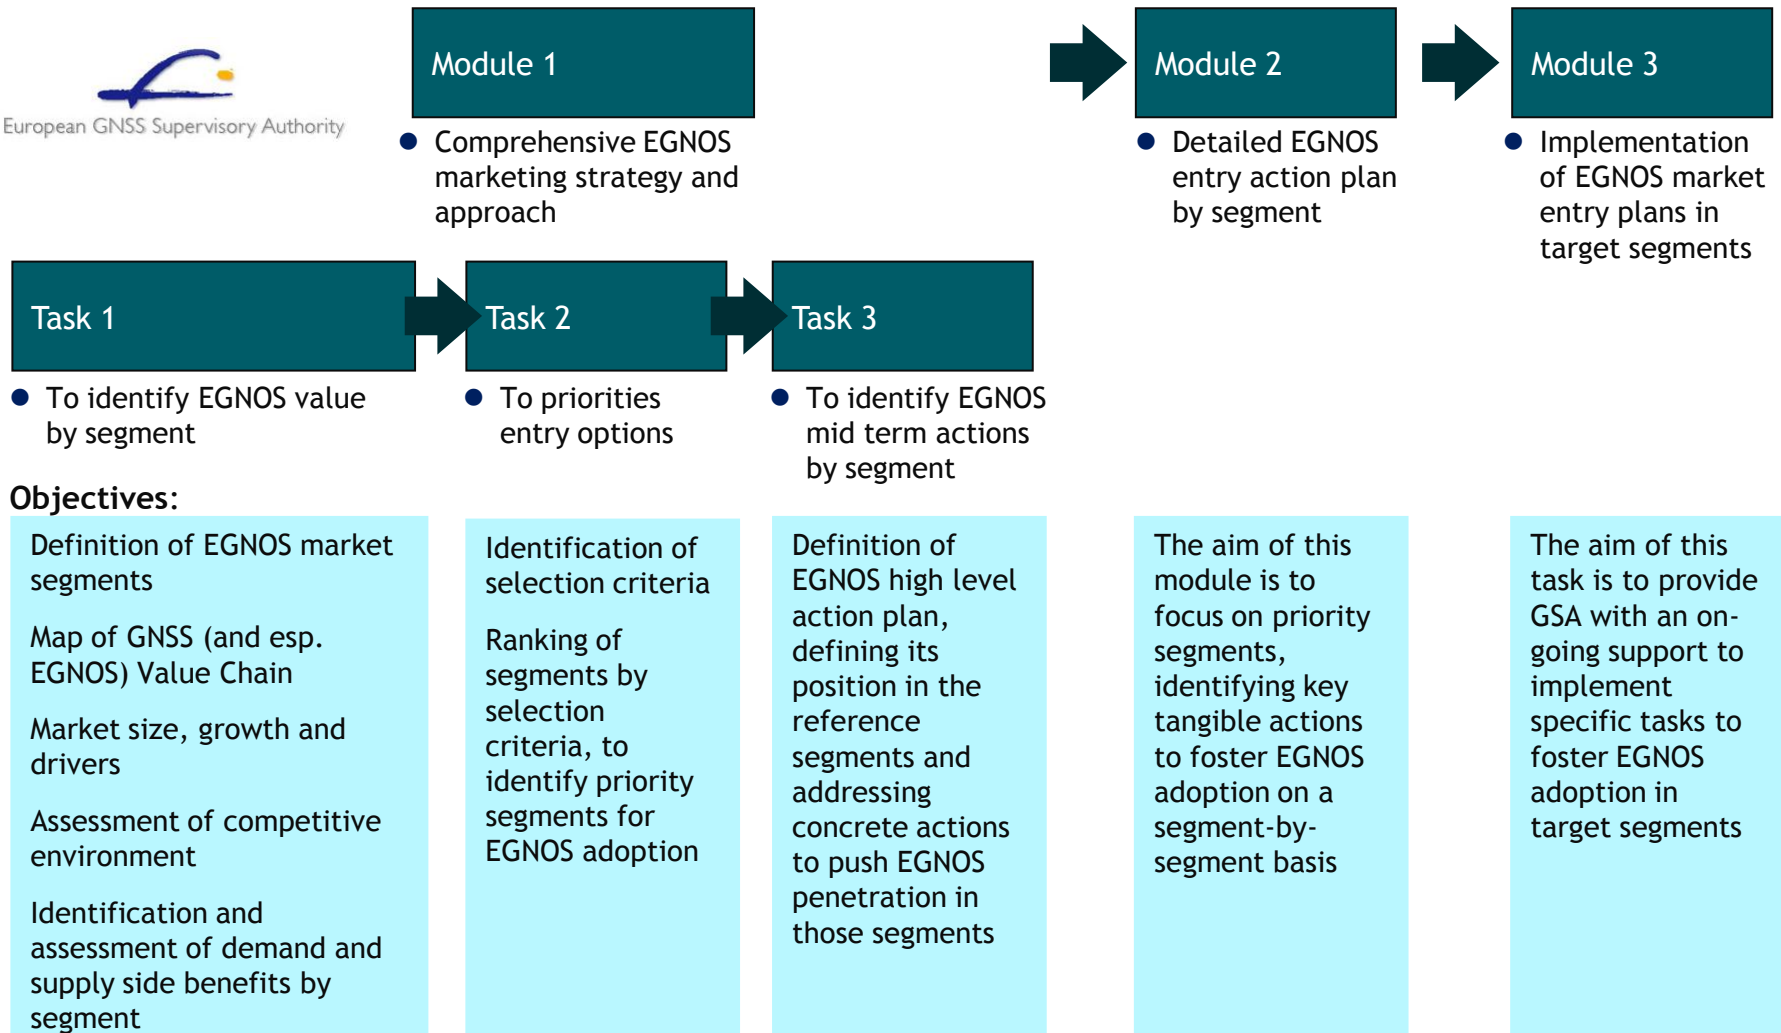 European GNSS Supervisory Authority
Module 1
Module 2
Module 3
Comprehensive EGNOS
marketing strategy and
approach
Detailed EGNOS
entry action plan
by segment
Implementation
of EGNOS market
entry plans in
target segments
Task 1
Task 2
Task 3
To identify EGNOS value
by segment
To priorities
entry options
To identify EGNOS
mid term actions
by segment
Objectives:
Definition of EGNOS market
segments
Map of GNSS (and esp.
EGNOS) Value Chain
Market size, growth and
drivers
Assessment of competitive
environment
Identification and
assessment of demand and
supply side benefits by
segment
Identification of
selection criteria
Ranking of
segments by
selection
criteria, to
identify priority
segments for
EGNOS adoption
Definition of
EGNOS high level
action plan,
defining its
position in the
reference
segments and
addressing
concrete actions
to push EGNOS
penetration in
those segments
The aim of this
module is to
focus on priority
segments,
identifying key
tangible actions
to foster EGNOS
adoption on a
segment-by-
segment basis
The aim of this
task is to provide
GSA with an on-
going support to
implement
specific tasks to
foster EGNOS
adoption in
target segments